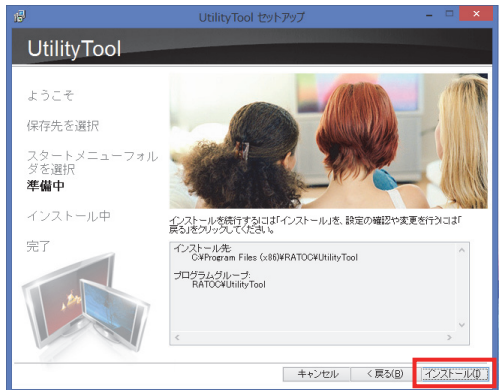 UtilityTool セットアップ
UtilityTool
ようこそ
保存先を選択
スタートメニューフォル
ダを選択
準備中
インストール中
完了
インストールを続行するには「インストール」を、設定の確認や変更を行うには「
戻る」をクリックしてください。
インストール先:
C:¥Program Files (x86)¥RATOC¥UtilityTool
プログラムグループ:
RATOC¥UtilityTool
キャンセル
< 戻る(B)
インストール(I)